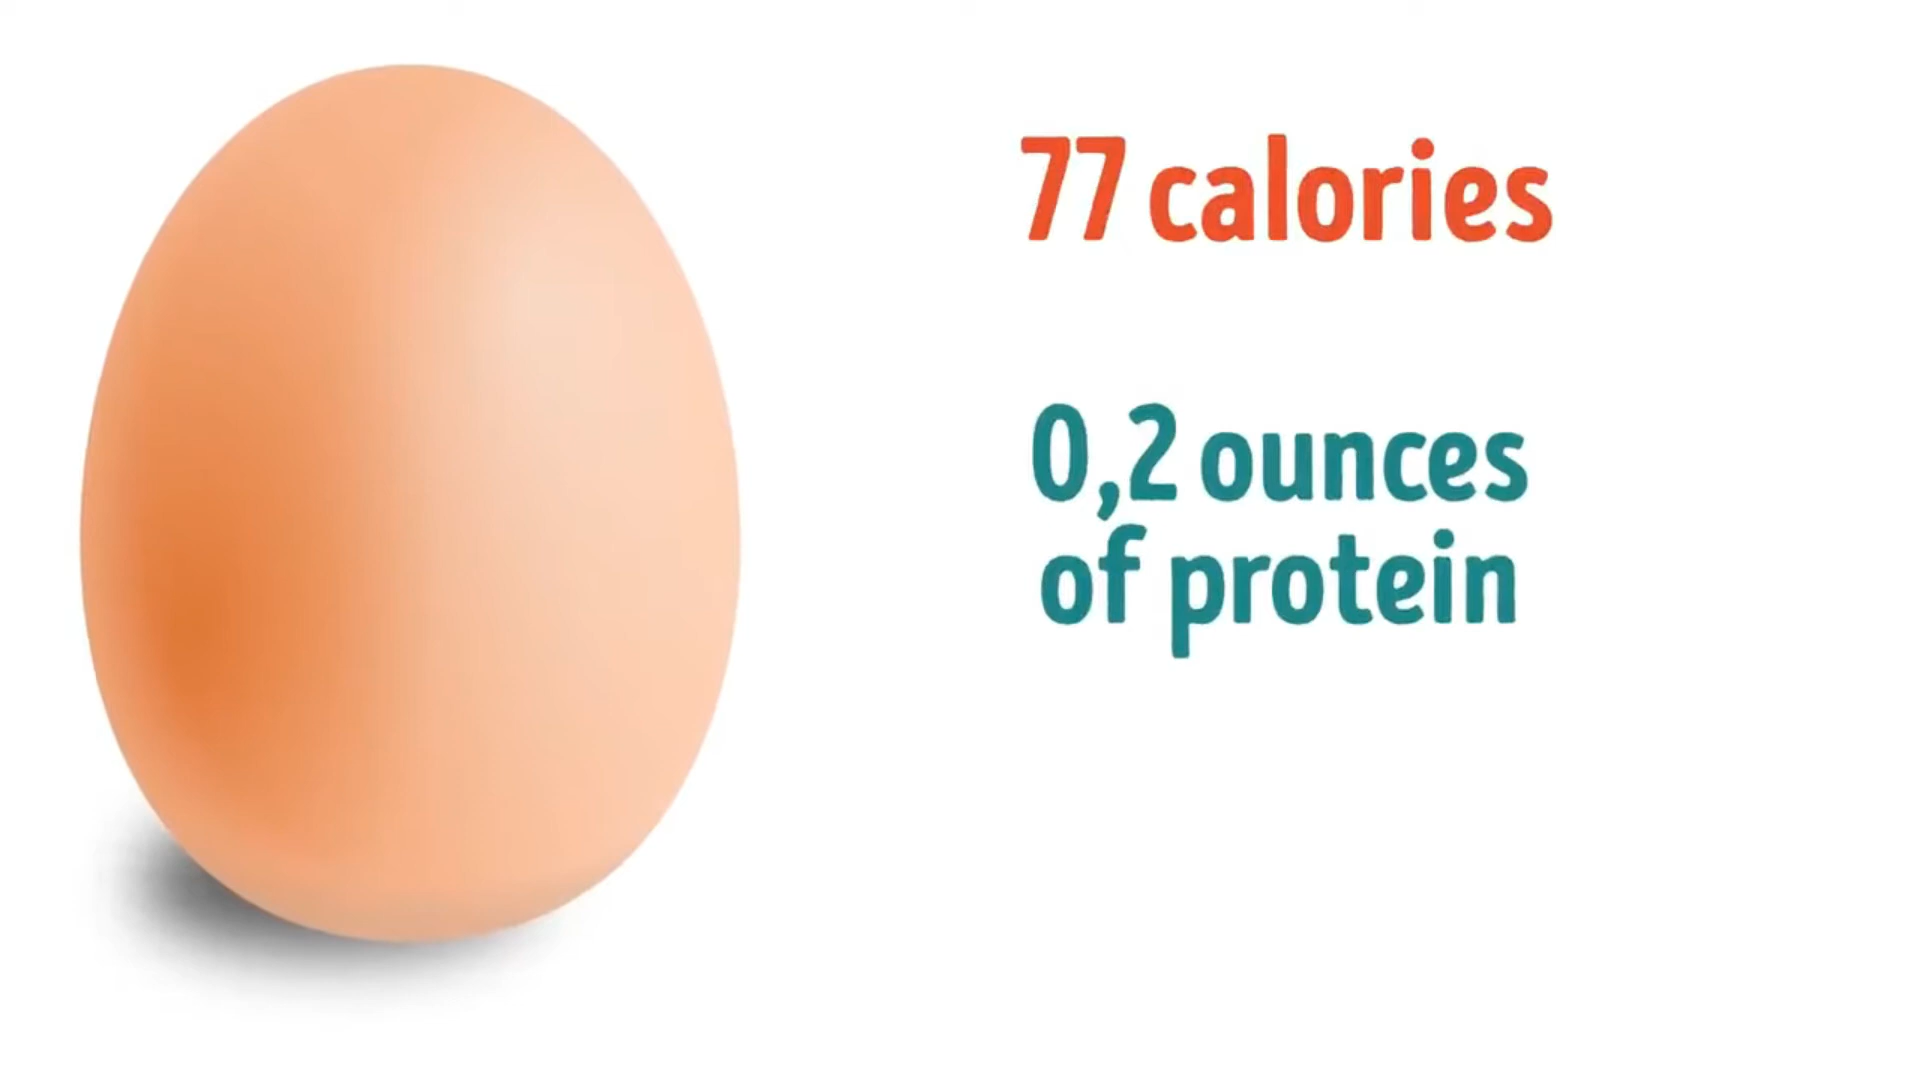 77 calories
0,2 ounces
of protein